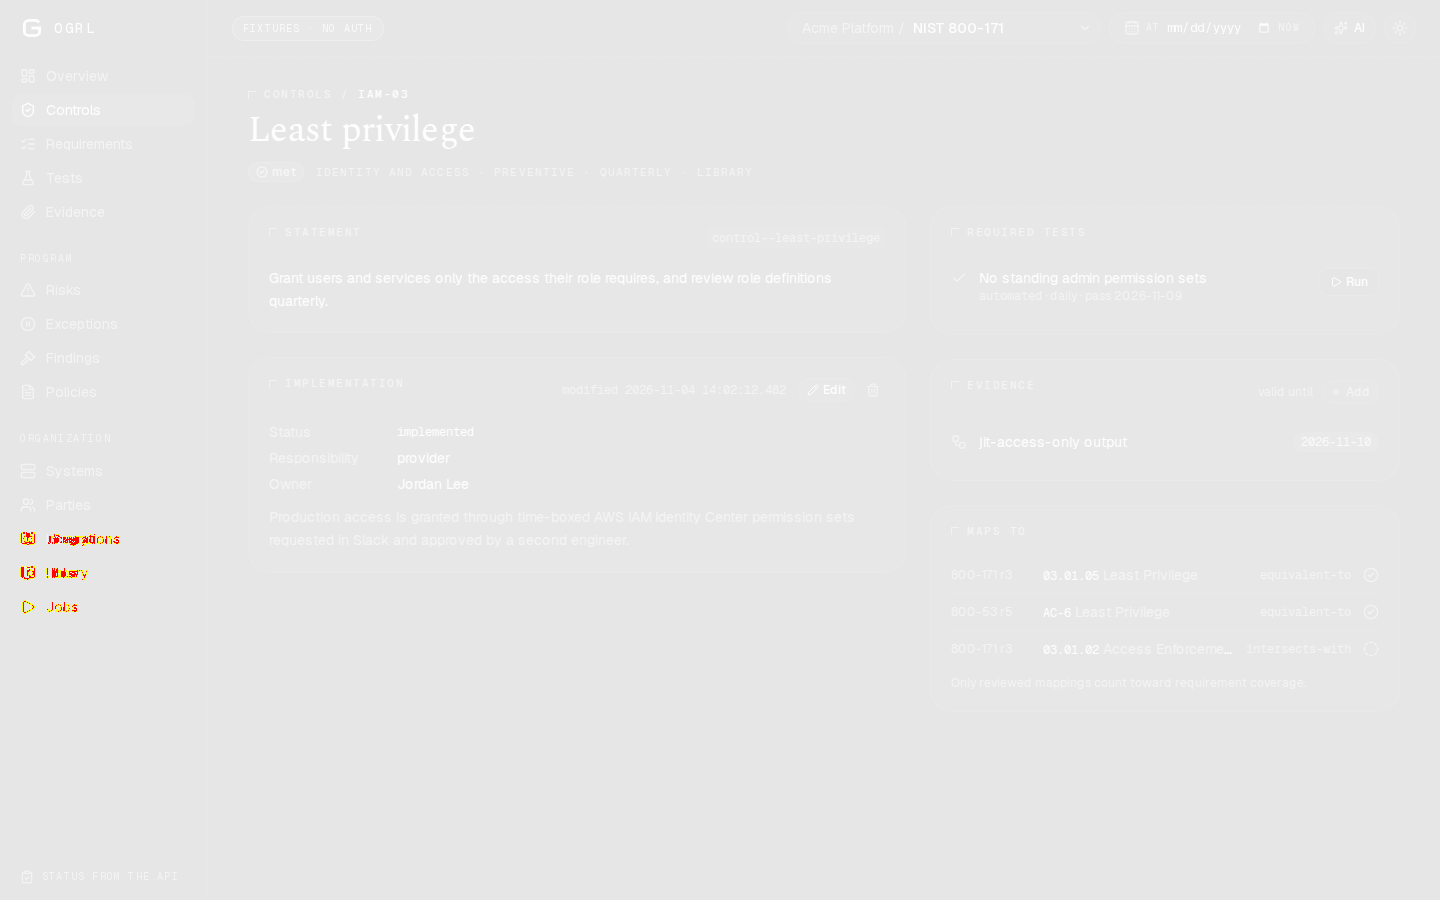 OGRL
FIXTURES NO AUTH
Acme Platform / NIST 800-171
AT mm/dd/yyyy NOW
AI
Overview
Controls
Requirements
Tests
Evidence
PROGRAM
Risks
Exceptions
Findings
Policies
ORGANIZATION
Systems
Parties
Jobs
STATUS FROM THE API
CONTROLS / IAM-03
Least privilege
met IDENTITY AND ACCESS · PREVENTIVE · QUARTERLY · LIBRARY
STATEMENT
control--least-privilege
Grant users and services only the access their role requires, and review role definitions
quarterly.
IMPLEMENTATION
modified 2026-11-04 14:02:12.482 Edit
Status implemented
Responsibility provider
Owner Jordan Lee
Production access is granted through time-boxed AWS IAM Identity Center permission sets
requested in Slack and approved by a second engineer.
REQUIRED TESTS
No standing admin permission sets
automated · daily · pass 2026-11-09
Run
EVIDENCE
valid until Add
jit-access-only output 2026-11-10
MAPS TO
800-171r3 03.01.05 Least Privilege equivalent-to
800-53r5 AC-6 Least Privilege equivalent-to
800-171r3 03.01.02 Access Enforceme… intersects-with
Only reviewed mappings count toward requirement coverage.